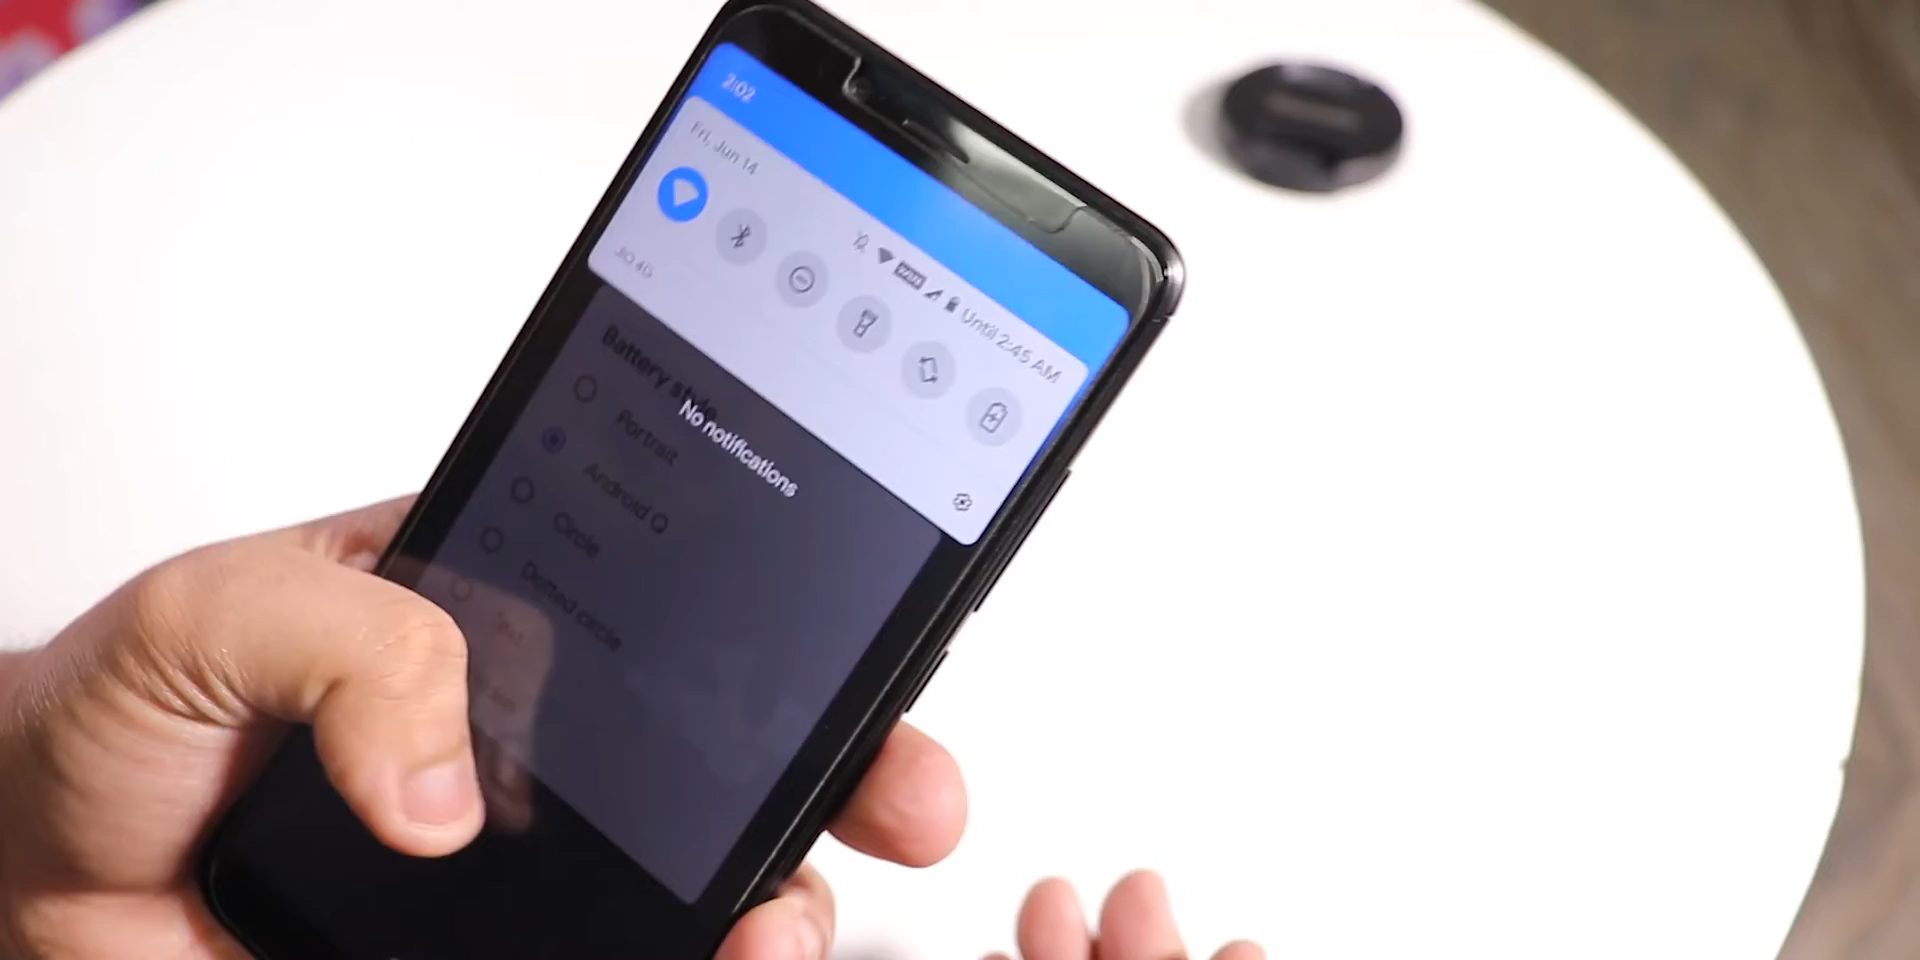 2:02
Fri, Jun 14
Until 2:45 AM
JIO 4G
Battery style
No notifications
Portrait
Android Q
Circle
Dotted circle
Text